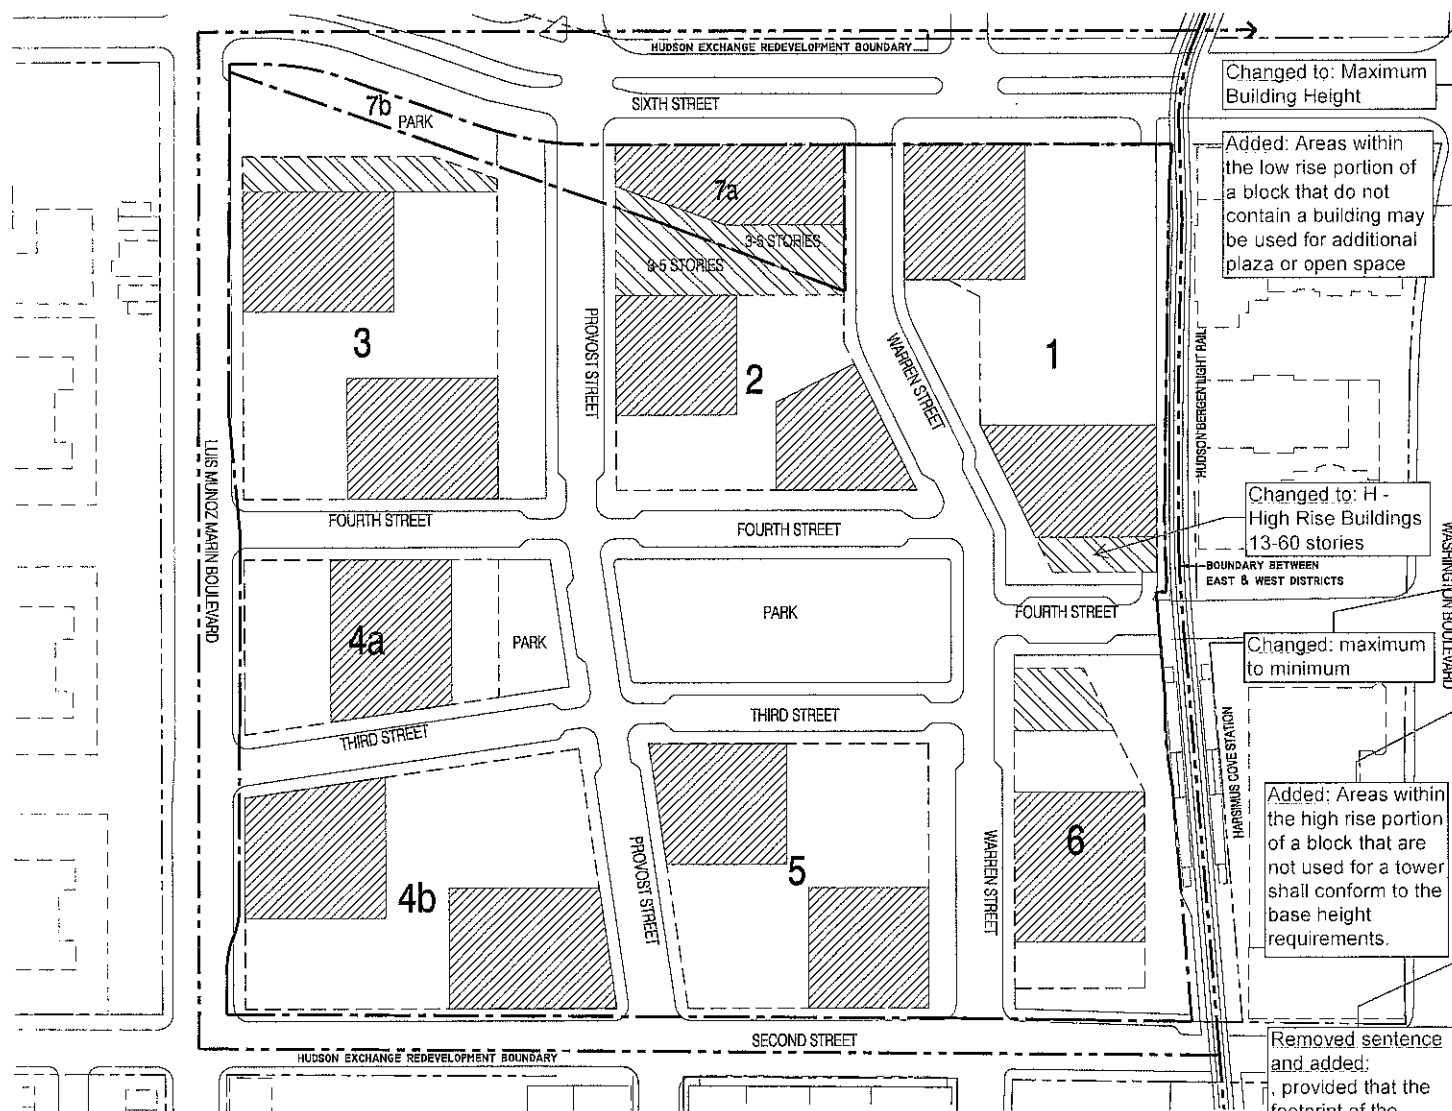 HUDSON EXCHANGE REDEVELOPMENT BOUNDARY
Changed to: Maximum
Building Height
SIXTH STREET
7b
PARK
Added: Areas within
the low rise portion of
a block that do not
contain a building may
be used for additional
plaza or open space
7a
3-5 STORIES
3-5 STORIES
3
PROVOST STREET
2
WARREN STREET
1
HUDSON-BERGEN LIGHT RAIL
LUIS MUNOZ MARIN BOULEVARD
Changed to: H -
High Rise Buildings
13-60 stories
FOURTH STREET
FOURTH STREET
BOUNDARY BETWEEN
EAST & WEST DISTRICTS
WASHINGTON BOULEVARD
PARK
FOURTH STREET
4a
PARK
Changed: maximum
to minimum
THIRD STREET
THIRD STREET
HARSIMUS COVE STATION
Added: Areas within
the high rise portion
of a block that are
not used for a tower
shall conform to the
base height
requirements.
PROVOST STREET
WARREN STREET
6
5
4b
SECOND STREET
HUDSON EXCHANGE REDEVELOPMENT BOUNDARY
Removed sentence
and added:
, provided that the
footprint of the